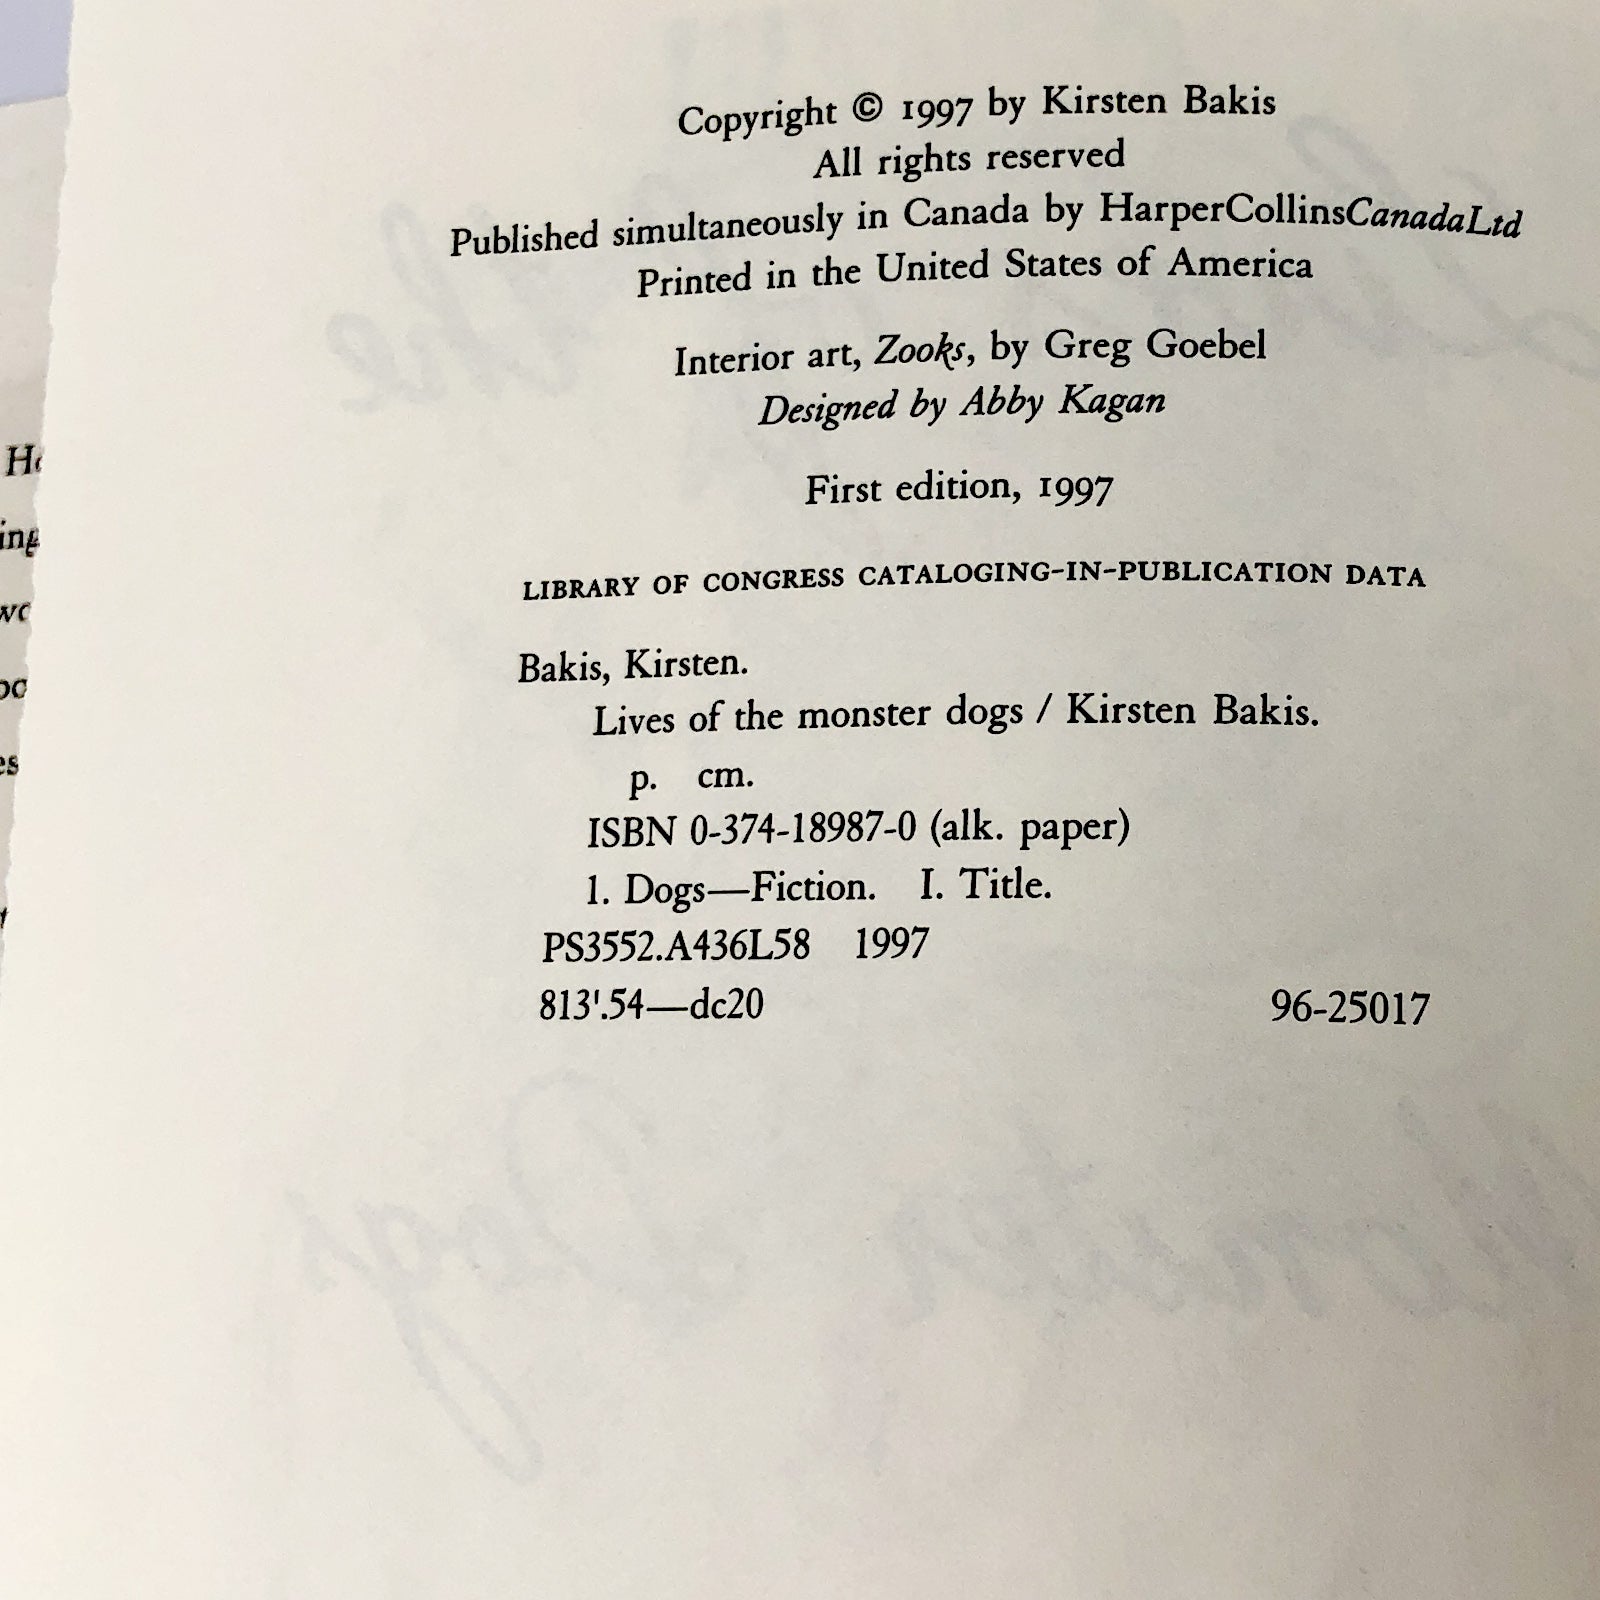 Copyright © 1997 by Kirsten Bakis
All rights reserved
Published simultaneously in Canada by HarperCollinsCanadaLtd
Printed in the United States of America
Interior art, Zooks, by Greg Goebel
Designed by Abby Kagan
First edition, 1997
LIBRARY OF CONGRESS CATALOGING-IN-PUBLICATION DATA
Bakis, Kirsten.
Lives of the monster dogs / Kirsten Bakis.
p. cm.
ISBN 0-374-18987-0 (alk. paper)
1. Dogs—Fiction. I. Title.
PS3552.A436L58 1997
813'.54—dc20 96-25017